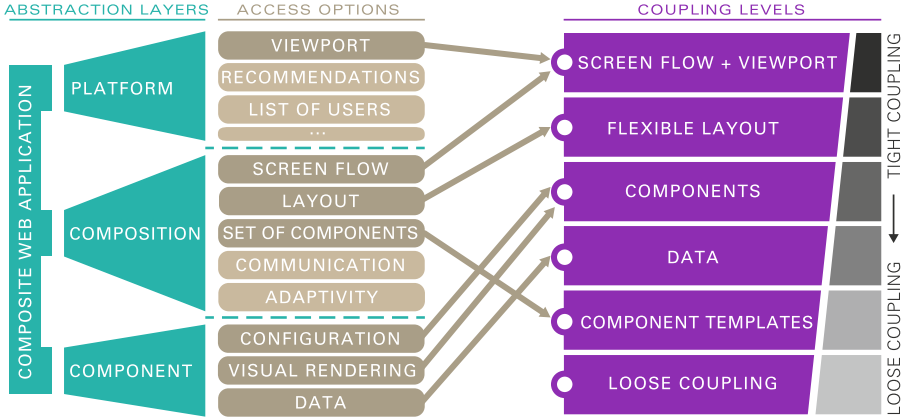 ABSTRACTION LAYERS
ACCESS OPTIONS
COUPLING LEVELS
COMPOSITE WEB APPLICATION
PLATFORM
COMPOSITION
COMPONENT
VIEWPORT
RECOMMENDATIONS
LIST OF USERS
...
SCREEN FLOW
LAYOUT
SET OF COMPONENTS
COMMUNICATION
ADAPTIVITY
CONFIGURATION
VISUAL RENDERING
DATA
SCREEN FLOW + VIEWPORT
FLEXIBLE LAYOUT
COMPONENTS
DATA
COMPONENT TEMPLATES
LOOSE COUPLING
TIGHT COUPLING
LOOSE COUPLING